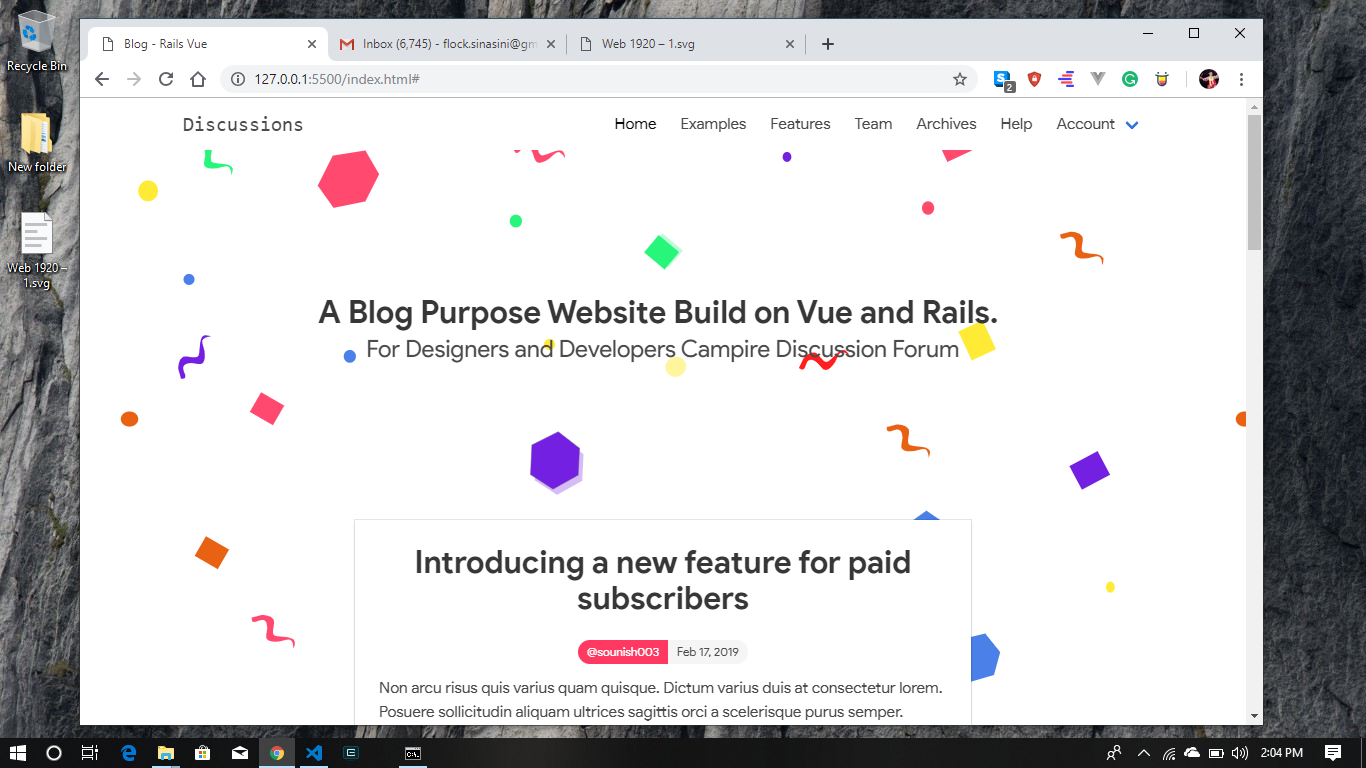 Recycle Bin
New folder
Web 1920 –
1.svg
Blog - Rails Vue
Inbox (6,745) - flock.sinasini@gm
Web 1920 – 1.svg
127.0.0.1:5500/index.html#
2
Discussions
Home Examples Features Team Archives Help Account
A Blog Purpose Website Build on Vue and Rails.
For Designers and Developers Campire Discussion Forum
Introducing a new feature for paid
subscribers
@sounish003 Feb 17, 2019
Non arcu risus quis varius quam quisque. Dictum varius duis at consectetur lorem.
Posuere sollicitudin aliquam ultrices sagittis orci a scelerisque purus semper.
2:04 PM